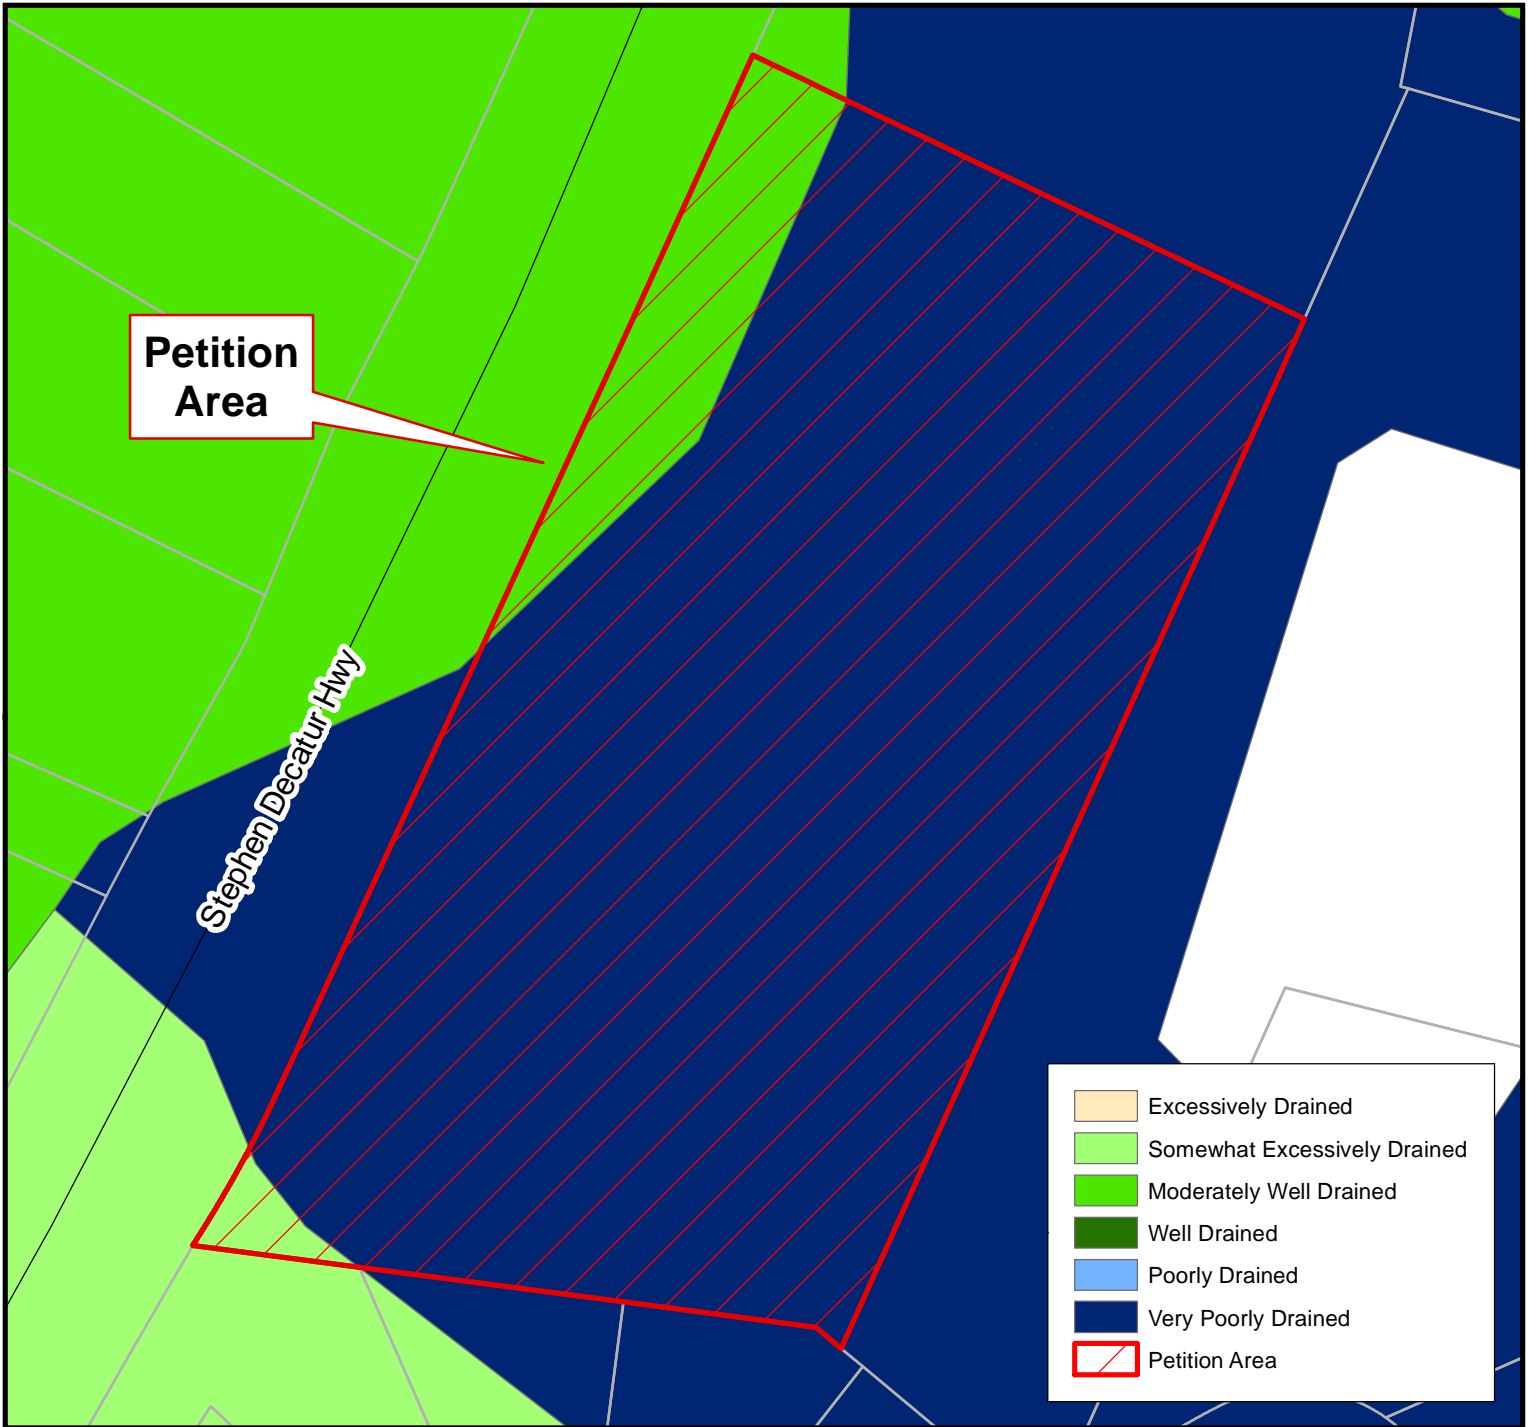 Petition
Area
Stephen Decatur Hwy
Excessively Drained
Somewhat Excessively Drained
Moderately Well Drained
Well Drained
Poorly Drained
Very Poorly Drained
Petition Area